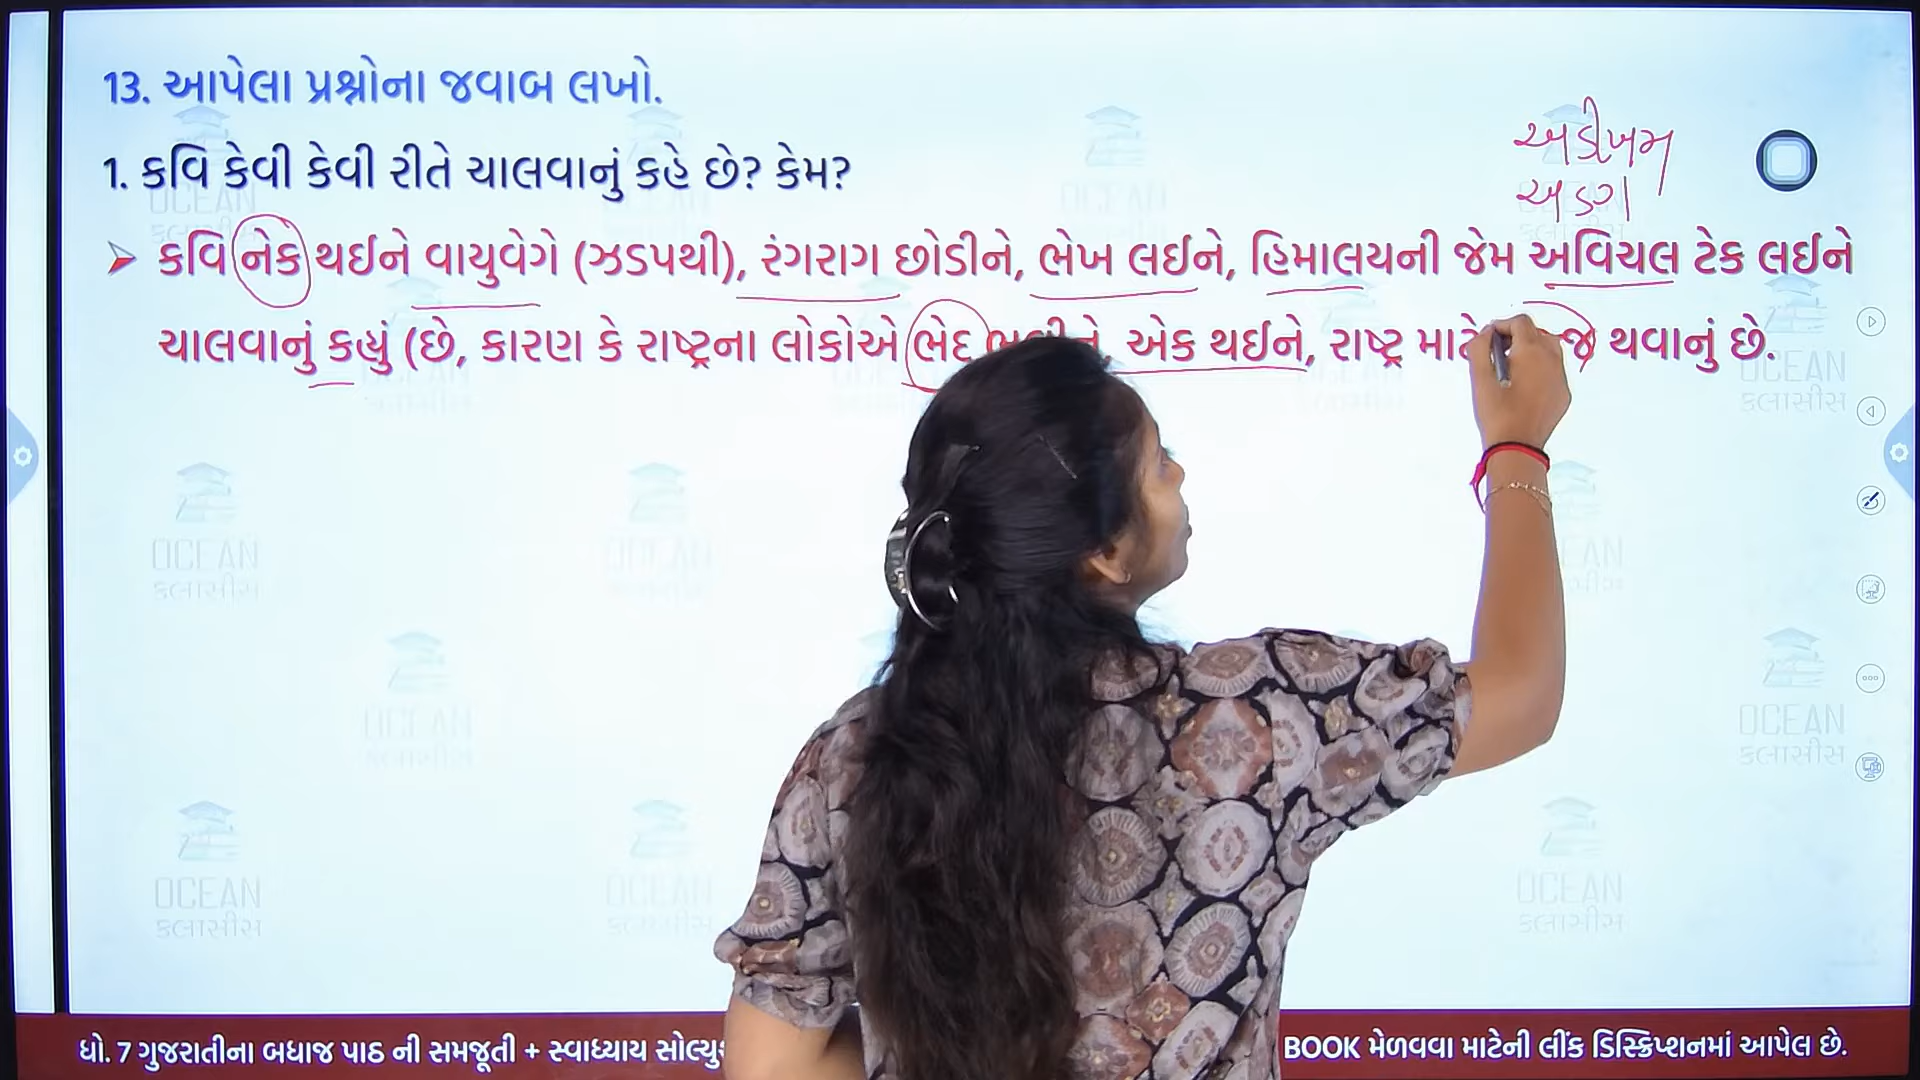 13. આપેલા પ્રશ્નોના જવાબ લખો.
1. કવિ કેવી કેવી રીતે ચાલવાનું કહે છે? કેમ?
અડીખમ
અડગ
➢ કવિ નેક થઈને વાયુવેગે (ઝડપથી), રંગરાગ છોડીને, ભેખ લઈને, હિમાલયની જેમ અવિચલ ટેક લઈને
ચાલવાનું કહ્યું (છે, કારણ કે રાષ્ટ્રના લોકોએ ભેદ એક થઈને, રાષ્ટ્ર માટે થવાનું છે.
OCEAN
ક્લાસીસ
ધો. 7 ગુજરાતીના બધાજ પાઠ ની સમજૂતી + સ્વાધ્યાય BOOK મેળવવા માટેની લીંક ડિસ્ક્રિપ્શનમાં આપેલ છે.